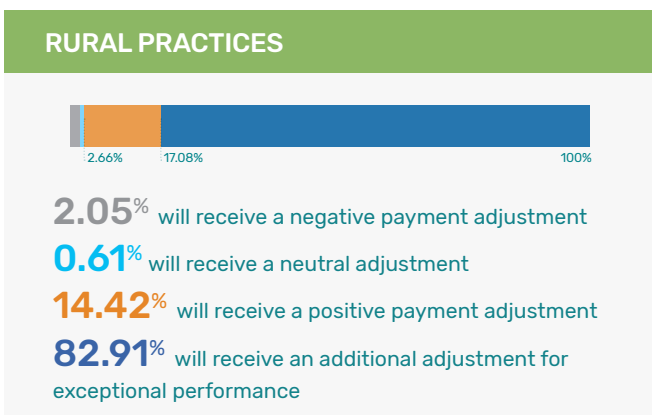 RURAL PRACTICES
2.66% 17.08% 100%
2.05% will receive a negative payment adjustment
0.61% will receive a neutral adjustment
14.42% will receive a positive payment adjustment
82.91% will receive an additional adjustment for
exceptional performance